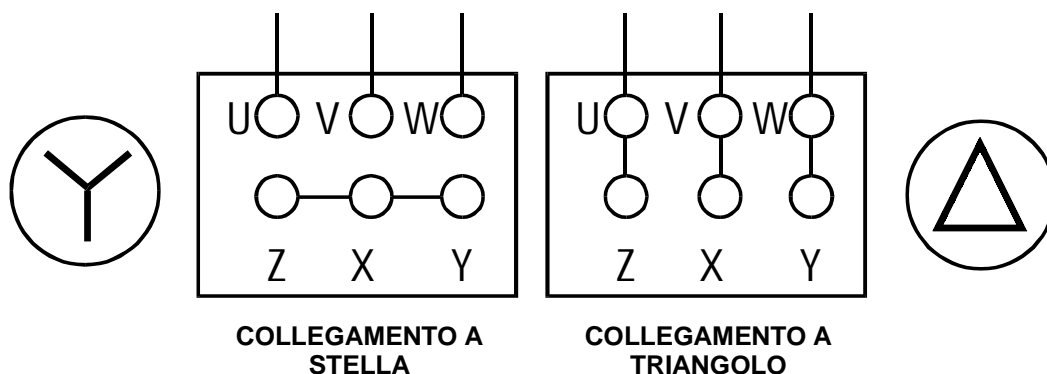 U V W U V W
Z X Y Z X Y
COLLEGAMENTO A STELLA
COLLEGAMENTO A TRIANGOLO